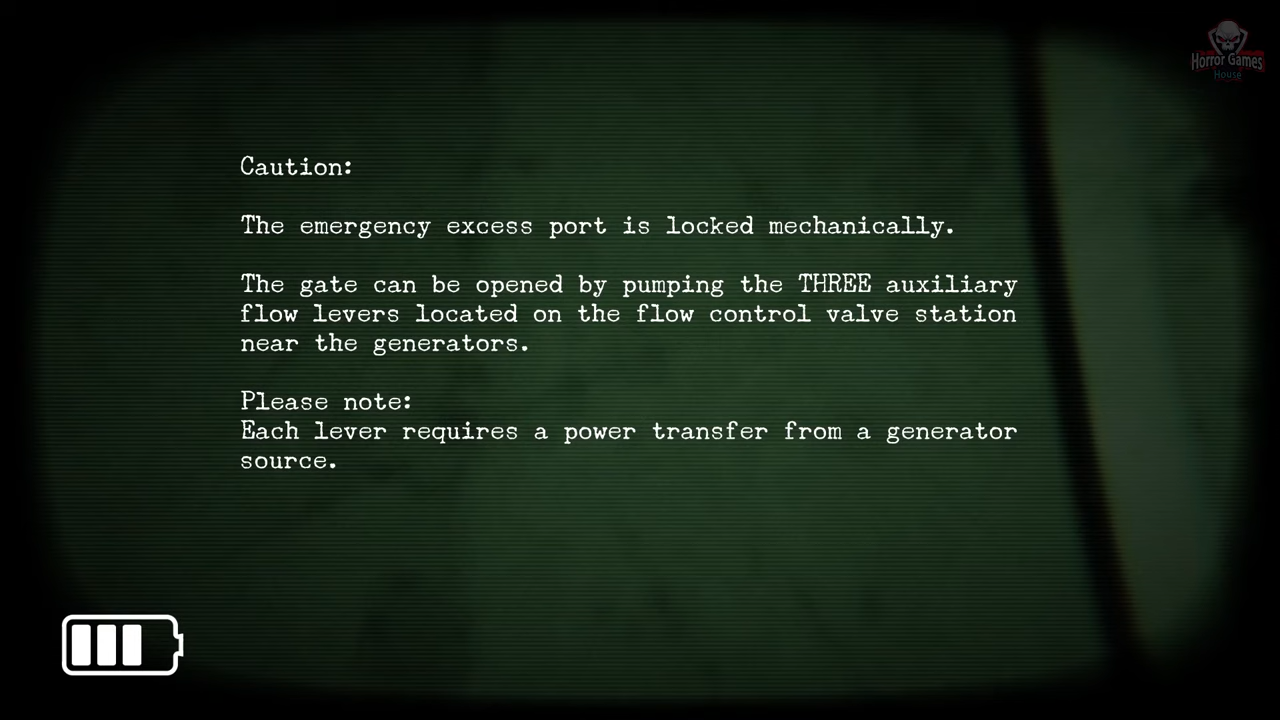 Horror Games
House
Caution:
The emergency excess port is locked mechanically.
The gate can be opened by pumping the THREE auxiliary
flow levers located on the flow control valve station
near the generators.
Please note:
Each lever requires a power transfer from a generator
source.